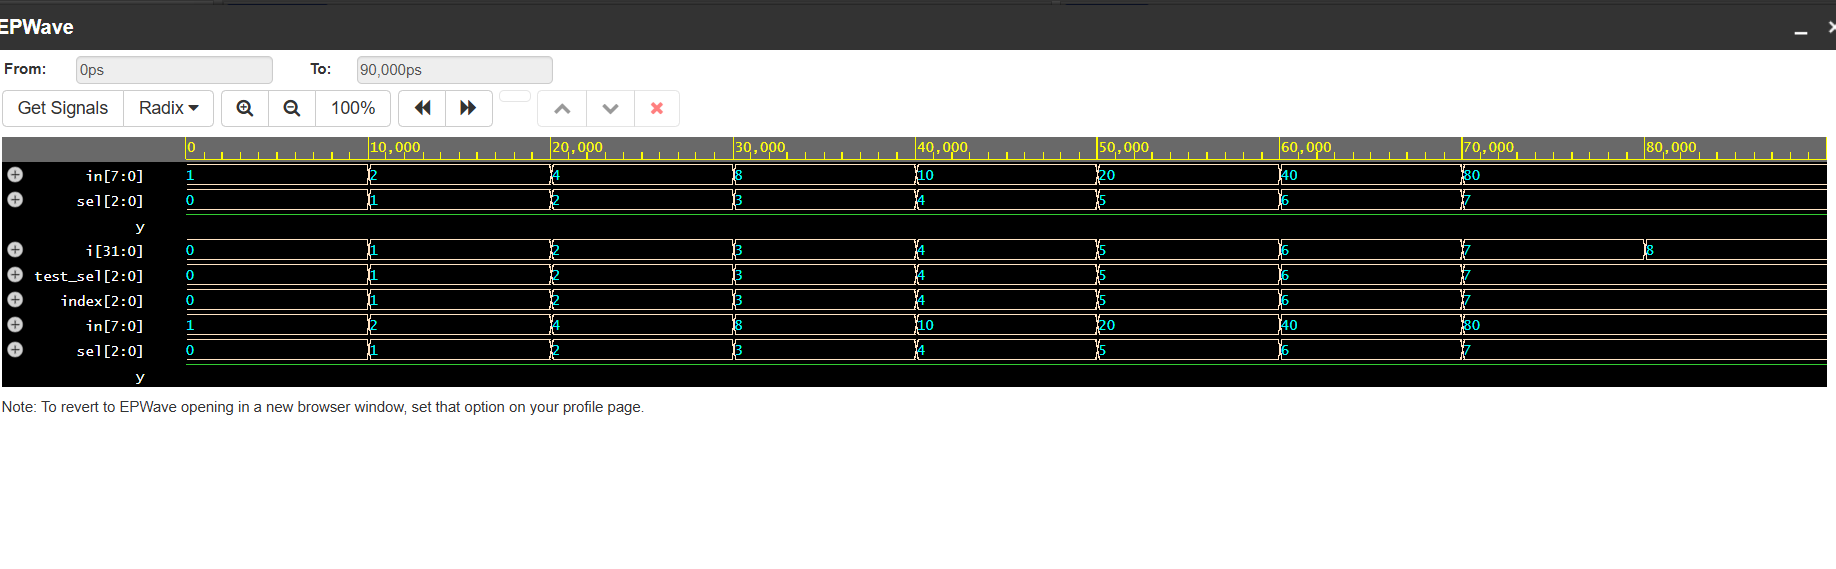 EPWave
From: 0ps To: 90,000ps
Get Signals Radix 100%
0 10,000 20,000 30,000 40,000 50,000 60,000 70,000 80,000
in[7:0] 1 2 4 8 10 20 40 80
sel[2:0] 0 1 2 3 4 5 6 7
y
i[31:0] 0 1 2 3 4 5 6 7 8
test_sel[2:0] 0 1 2 3 4 5 6 7
index[2:0] 0 1 2 3 4 5 6 7
in[7:0] 1 2 4 8 10 20 40 80
sel[2:0] 0 1 2 3 4 5 6 7
y
Note: To revert to EPWave opening in a new browser window, set that option on your profile page.